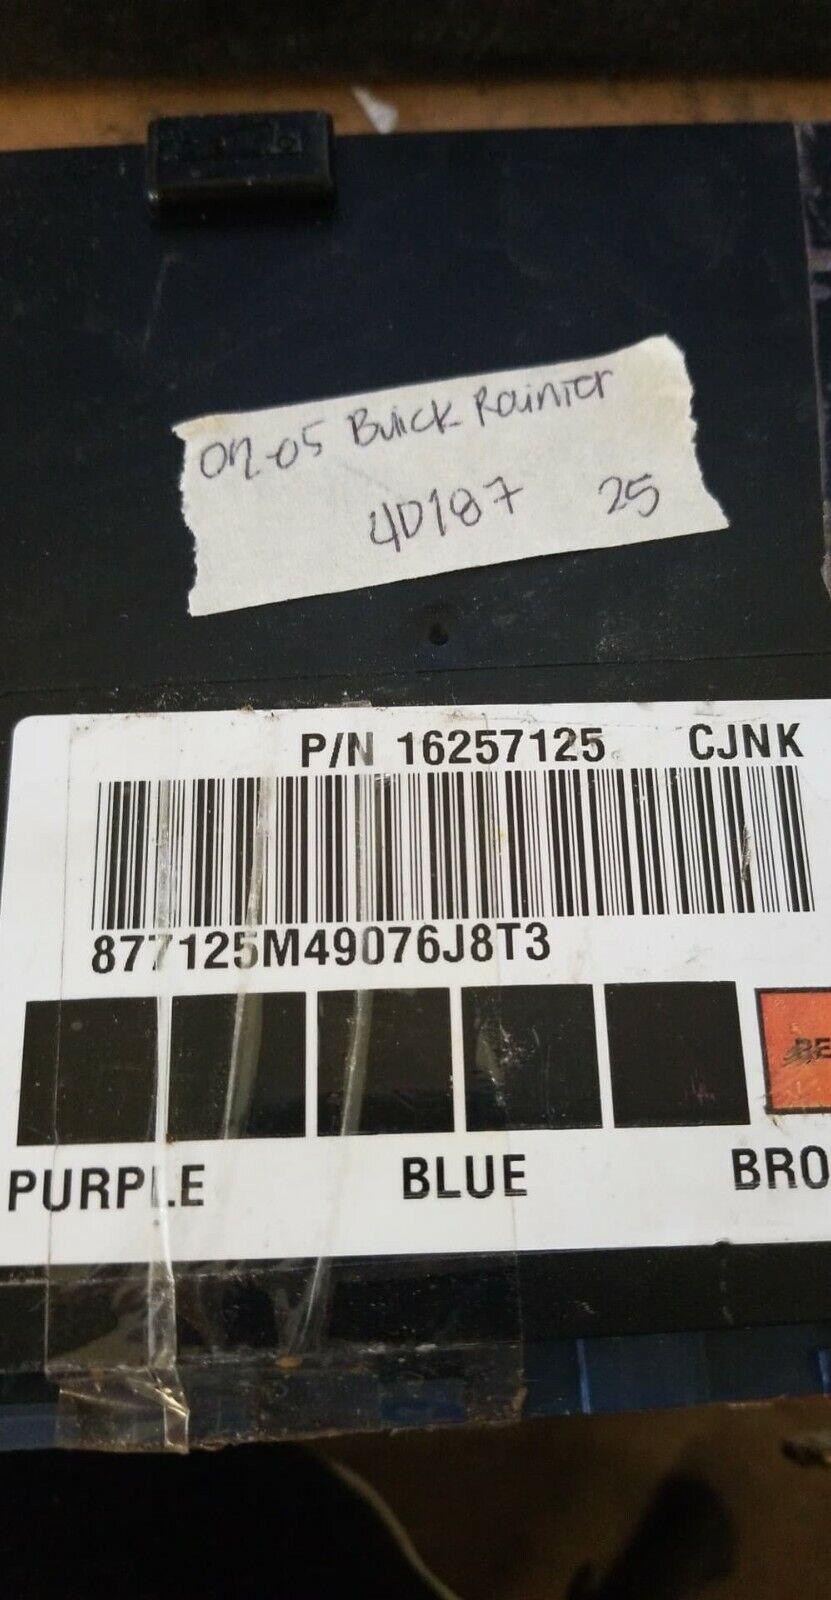 02-05 Buick Rainier
4D187 25
P/N 16257125 CJNK
877125M49076J8T3
PURPLE BLUE BRO